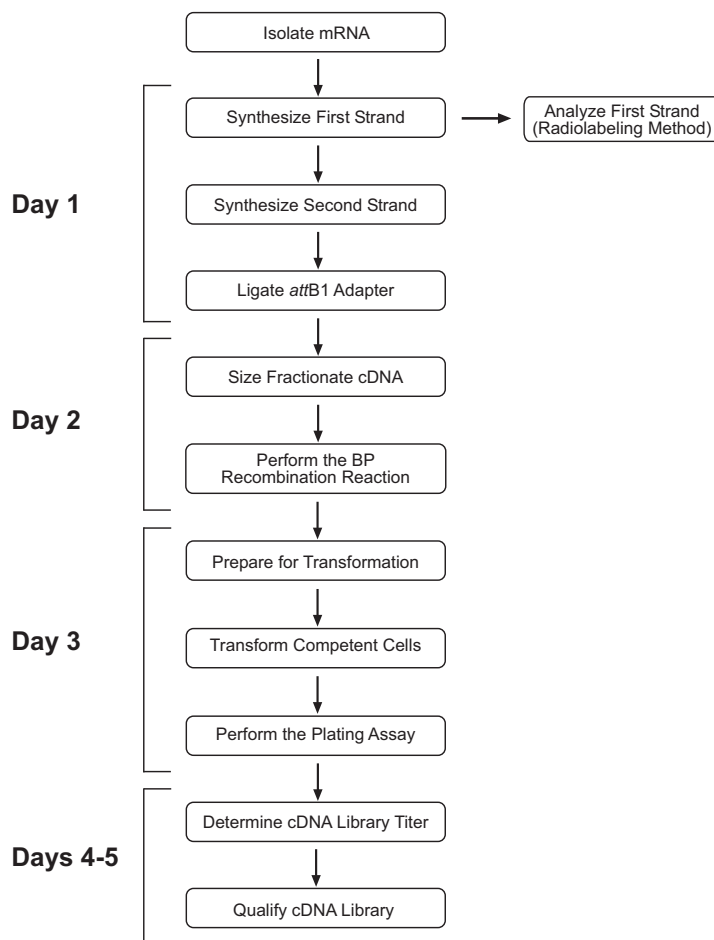 Isolate mRNA
Day 1
Synthesize First Strand
Analyze First Strand
(Radiolabeling Method)
Synthesize Second Strand
Ligate attB1 Adapter
Day 2
Size Fractionate cDNA
Perform the BP
Recombination Reaction
Day 3
Prepare for Transformation
Transform Competent Cells
Perform the Plating Assay
Days 4-5
Determine cDNA Library Titer
Qualify cDNA Library